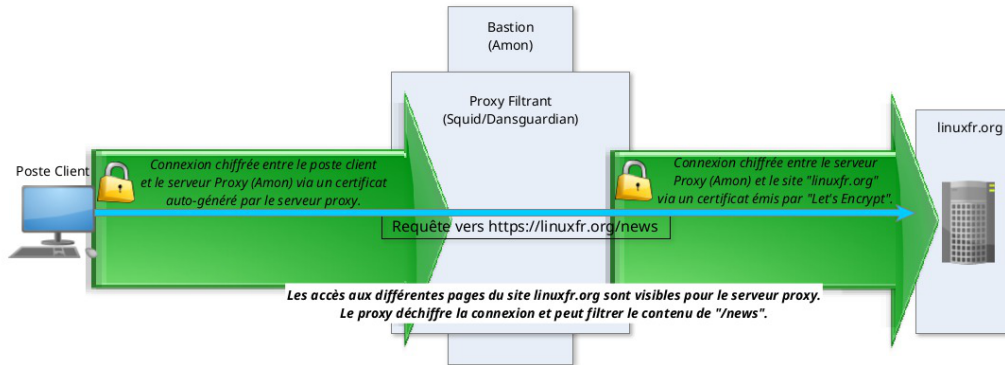 Bastion
(Amon)
Proxy Filtrant
(Squid/Dansguardian)
linuxfr.org
Poste Client
Connexion chiffrée entre le poste client
et le serveur Proxy (Amon) via un certificat
auto-généré par le serveur proxy.
Connexion chiffrée entre le serveur
Proxy (Amon) et le site "linuxfr.org"
via un certificat émis par "Let's Encrypt".
Requête vers https://linuxfr.org/news
Les accès aux différentes pages du site linuxfr.org sont visibles pour le serveur proxy.
Le proxy déchiffre la connexion et peut filtrer le contenu de "/news".